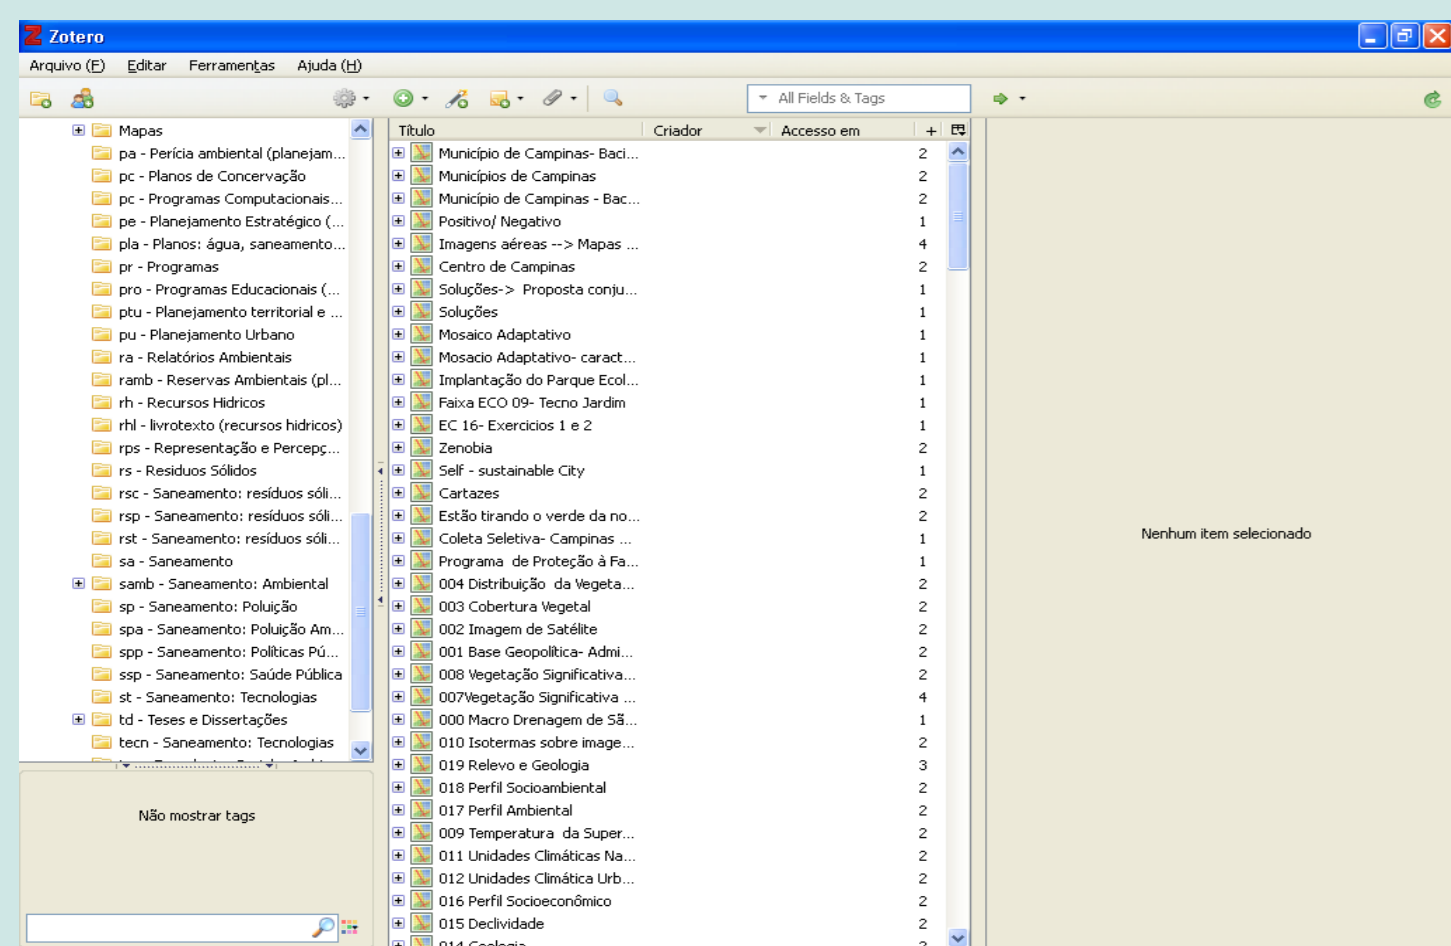 Zotero
Arquivo (F) Editar Ferramentas Ajuda (H)
All Fields & Tags
Mapas
pa - Perícia ambiental (planejam...
pc - Planos de Concervação
pc - Programas Computacionais...
pe - Planejamento Estratégico (...
pla - Planos: água, saneamento...
pr - Programas
pro - Programas Educacionais (...
ptu - Planejamento territorial e ...
pu - Planejamento Urbano
ra - Relatórios Ambientais
ramb - Reservas Ambientais (pl...
rh - Recursos Hidricos
rhl - livrotexto (recursos hidricos)
rps - Representação e Percepç...
rs - Residuos Sólidos
rsc - Saneamento: resíduos sóli...
rsp - Saneamento: resíduos sóli...
rst - Saneamento: resíduos sóli...
sa - Saneamento
samb - Saneamento: Ambiental
sp - Saneamento: Poluição
spa - Saneamento: Poluição Am...
spp - Saneamento: Políticas Pú...
ssp - Saneamento: Saúde Pública
st - Saneamento: Tecnologias
td - Teses e Dissertações
tecn - Saneamento: Tecnologias
Não mostrar tags
Título Criador Accesso em +
Município de Campinas- Baci... 2
Municípios de Campinas 2
Município de Campinas - Bac... 2
Positivo/ Negativo 1
Imagens aéreas --> Mapas ... 4
Centro de Campinas 2
Soluções-> Proposta conju... 1
Soluções 1
Mosaico Adaptativo 1
Mosacio Adaptativo- caract... 1
Implantação do Parque Ecol... 1
Faixa ECO 09- Tecno Jardim 1
EC 16- Exercicios 1 e 2 1
Zenobia 2
Self - sustainable City 1
Cartazes 2
Estão tirando o verde da no... 2
Coleta Seletiva- Campinas ... 1
Programa de Proteção à Fa... 1
004 Distribuição da Vegeta... 2
003 Cobertura Vegetal 2
002 Imagem de Satélite 2
001 Base Geopolítica- Admi... 2
008 Vegetação Significativa... 2
007Vegetação Significativa ... 4
000 Macro Drenagem de Sã... 1
010 Isotermas sobre image... 2
019 Relevo e Geologia 3
018 Perfil Socioambiental 2
017 Perfil Ambiental 2
009 Temperatura da Super... 2
011 Unidades Climáticas Na... 2
012 Unidades Climática Urb... 2
016 Perfil Socioeconômico 2
015 Declividade 2
014 Geologia
Nenhum item selecionado